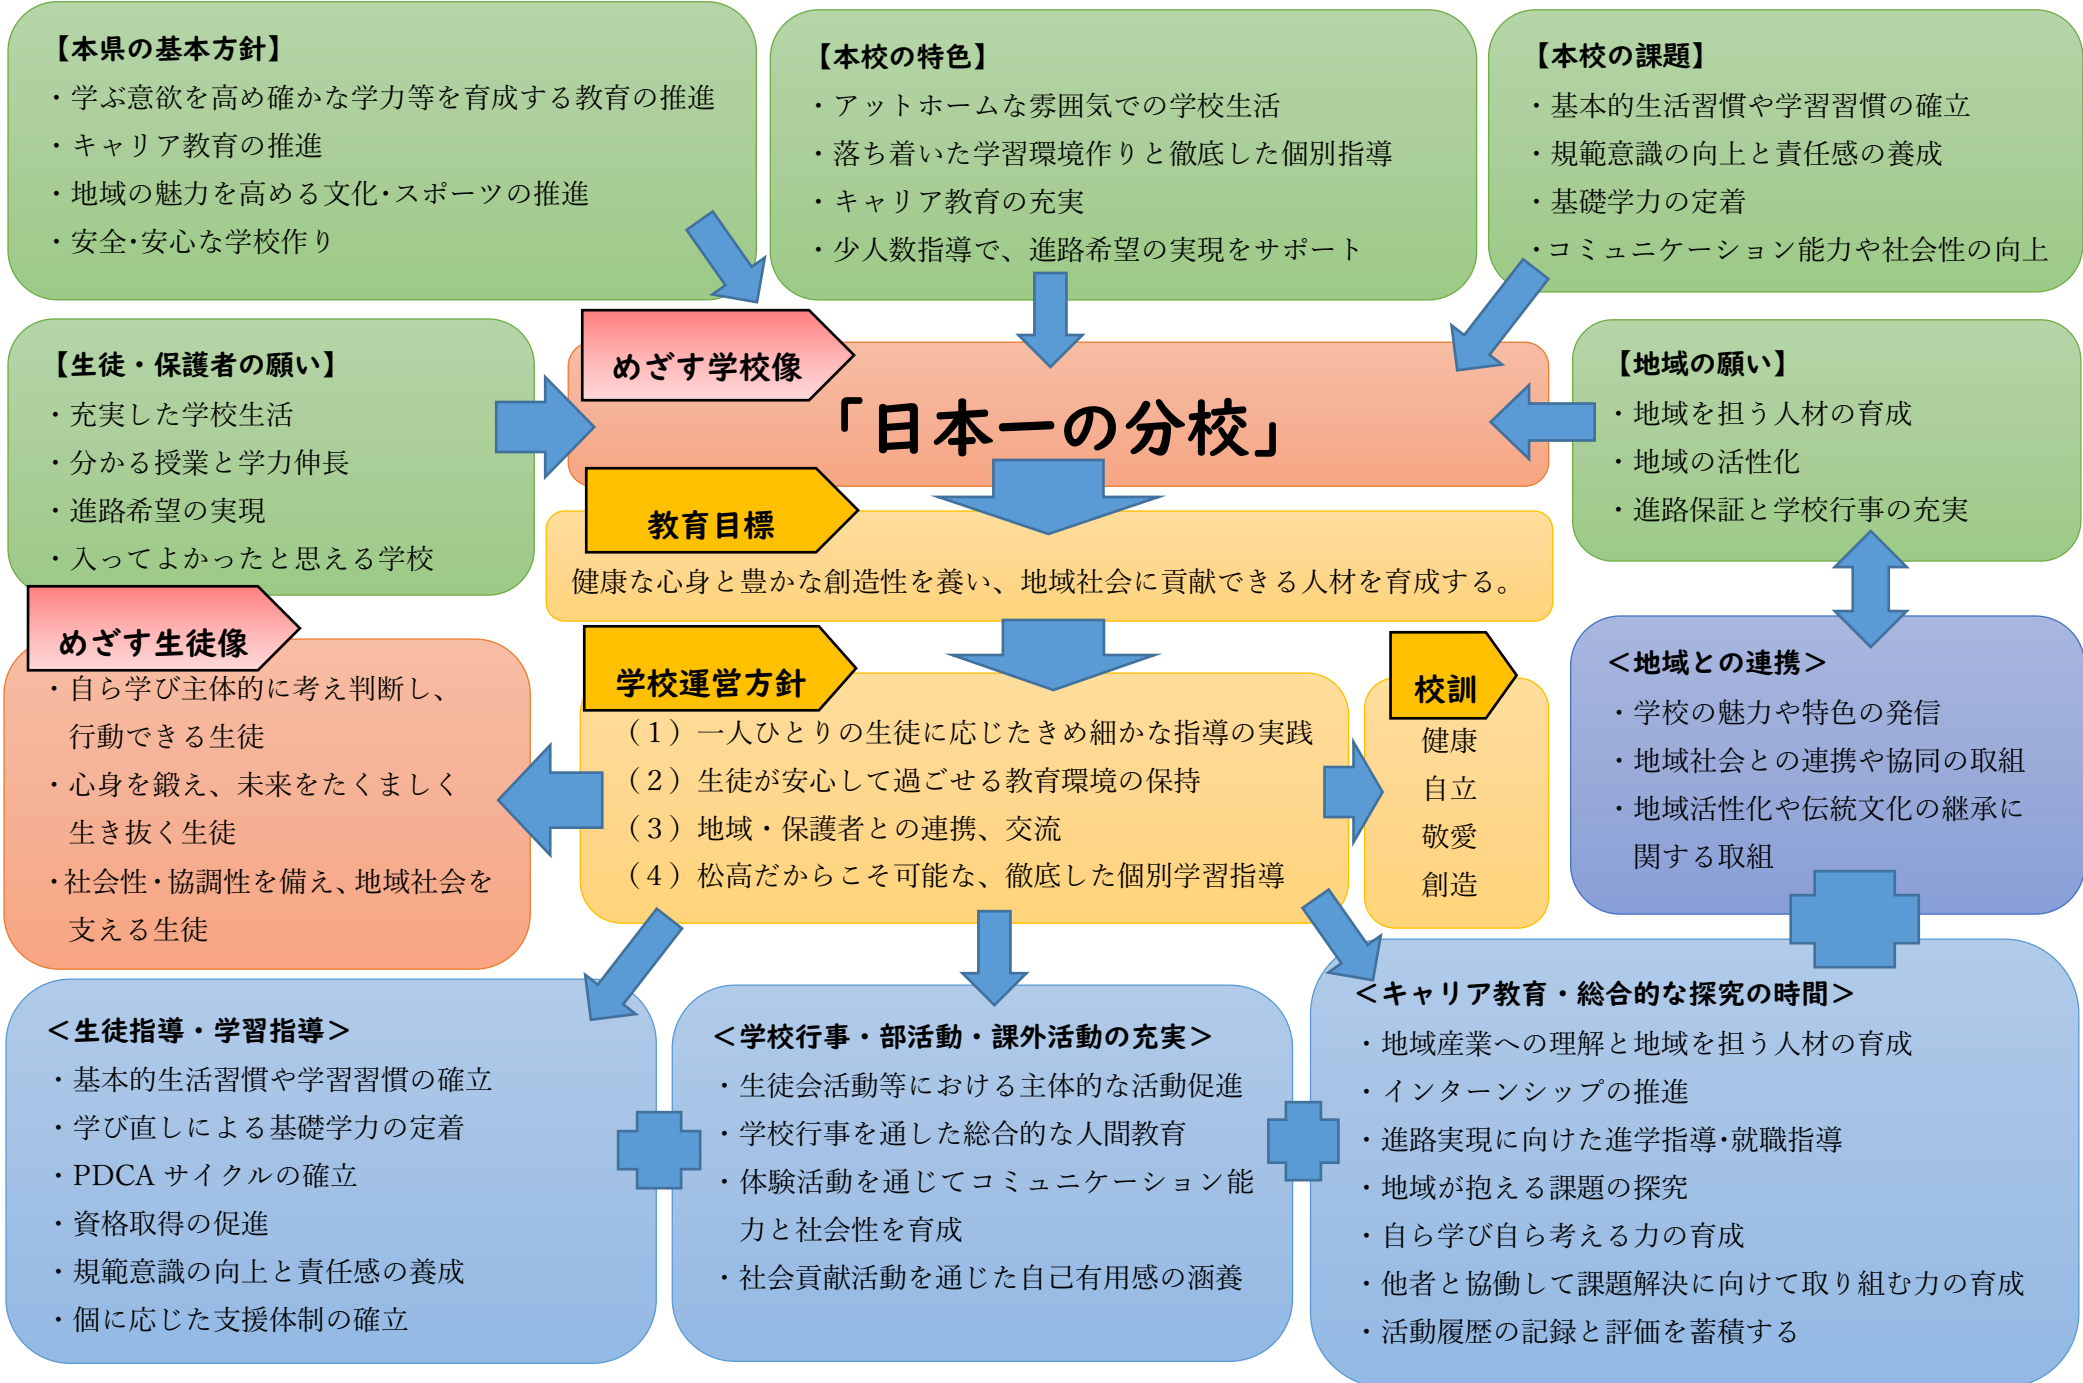 【本県の基本方針】
・学ぶ意欲を高め確かな学力等を育成する教育の推進
・キャリア教育の推進
・地域の魅力を高める文化･スポーツの推進
・安全･安心な学校作り
【本校の特色】
・アットホームな雰囲気での学校生活
・落ち着いた学習環境作りと徹底した個別指導
・キャリア教育の充実
・少人数指導で、進路希望の実現をサポート
【本校の課題】
・基本的生活習慣や学習習慣の確立
・規範意識の向上と責任感の養成
・基礎学力の定着
・コミュニケーション能力や社会性の向上
【生徒・保護者の願い】
・充実した学校生活
・分かる授業と学力伸長
・進路希望の実現
・入ってよかったと思える学校
めざす学校像
「日本一の分校」
【地域の願い】
・地域を担う人材の育成
・地域の活性化
・進路保証と学校行事の充実
教育目標
健康な心身と豊かな創造性を養い、地域社会に貢献できる人材を育成する。
めざす生徒像
・自ら学び主体的に考え判断し、
行動できる生徒
・心身を鍛え、未来をたくましく
生き抜く生徒
・社会性･協調性を備え、地域社会を
支える生徒
学校運営方針
（１）一人ひとりの生徒に応じたきめ細かな指導の実践
（２）生徒が安心して過ごせる教育環境の保持
（３）地域・保護者との連携、交流
（４）松高だからこそ可能な、徹底した個別学習指導
校訓
健康
自立
敬愛
創造
＜地域との連携＞
・学校の魅力や特色の発信
・地域社会との連携や協同の取組
・地域活性化や伝統文化の継承に
関する取組
＜生徒指導・学習指導＞
・基本的生活習慣や学習習慣の確立
・学び直しによる基礎学力の定着
・PDCA サイクルの確立
・資格取得の促進
・規範意識の向上と責任感の養成
・個に応じた支援体制の確立
＜学校行事・部活動・課外活動の充実＞
・生徒会活動等における主体的な活動促進
・学校行事を通した総合的な人間教育
・体験活動を通じてコミュニケーション能
力と社会性を育成
・社会貢献活動を通じた自己有用感の涵養
＜キャリア教育・総合的な探究の時間＞
・地域産業への理解と地域を担う人材の育成
・インターンシップの推進
・進路実現に向けた進学指導･就職指導
・地域が抱える課題の探究
・自ら学び自ら考える力の育成
・他者と協働して課題解決に向けて取り組む力の育成
・活動履歴の記録と評価を蓄積する